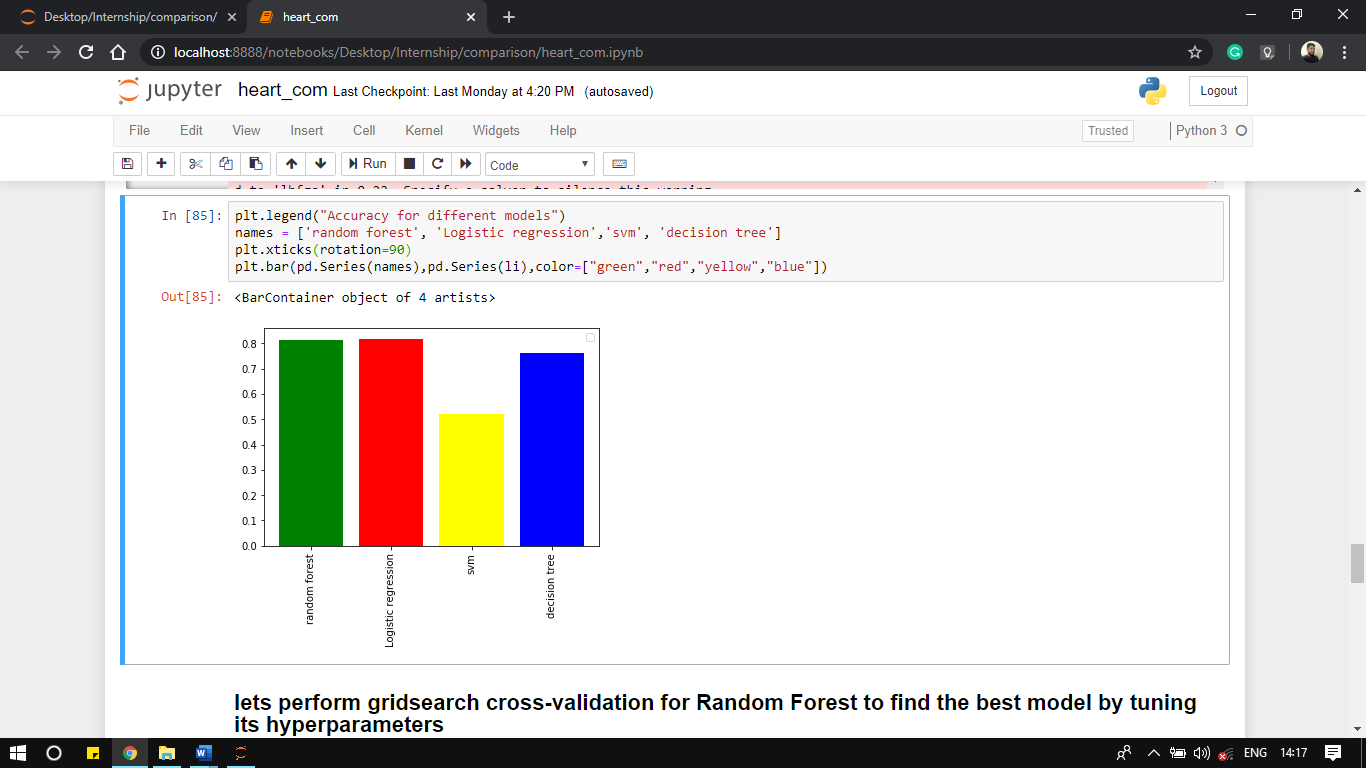 Desktop/Internship/comparison/
heart_com
localhost:8888/notebooks/Desktop/Internship/comparison/heart_com.ipynb
jupyter heart_com Last Checkpoint: Last Monday at 4:20 PM (autosaved)
Logout
File Edit View Insert Cell Kernel Widgets Help
Trusted
Python 3
Run
Code
In [85]:
plt.legend("Accuracy for different models")
names = ['random forest', 'Logistic regression','svm', 'decision tree']
plt.xticks(rotation=90)
plt.bar(pd.Series(names),pd.Series(li),color=["green","red","yellow","blue"])
Out[85]:
<BarContainer object of 4 artists>
0.8
0.7
0.6
0.5
0.4
0.3
0.2
0.1
0.0
random forest
Logistic regression
svm
decision tree
lets perform gridsearch cross-validation for Random Forest to find the best model by tuning
its hyperparameters
ENG 14:17